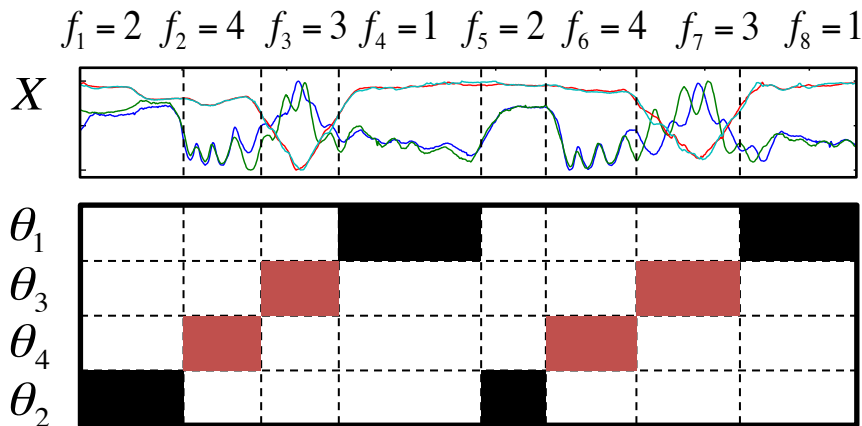 f₁ = 2 f₂ = 4 f₃ = 3 f₄ = 1 f₅ = 2 f₆ = 4 f₇ = 3 f₈ = 1
X
θ₁
θ₃
θ₄
θ₂